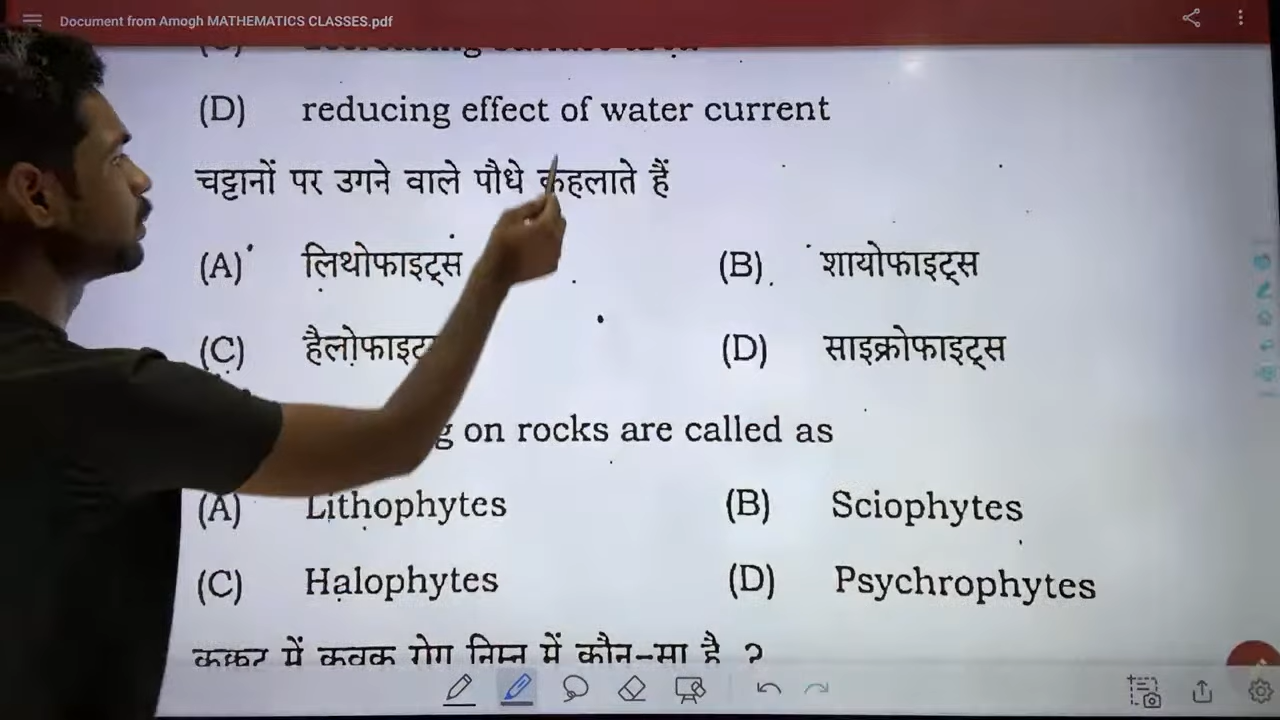 Document from Amogh MATHEMATICS CLASSES.pdf
(D) reducing effect of water current
चट्टानों पर उगने वाले पौधे कहलाते हैं
(A) लिथोफाइट्स (B) शायोफाइट्स
(C) हैलोफाइट (D) साइक्रोफाइट्स
g on rocks are called as
(A) Lithophytes (B) Sciophytes
(C) Halophytes (D) Psychrophytes
में कवक रोग निम्न में कौन-सा है ?